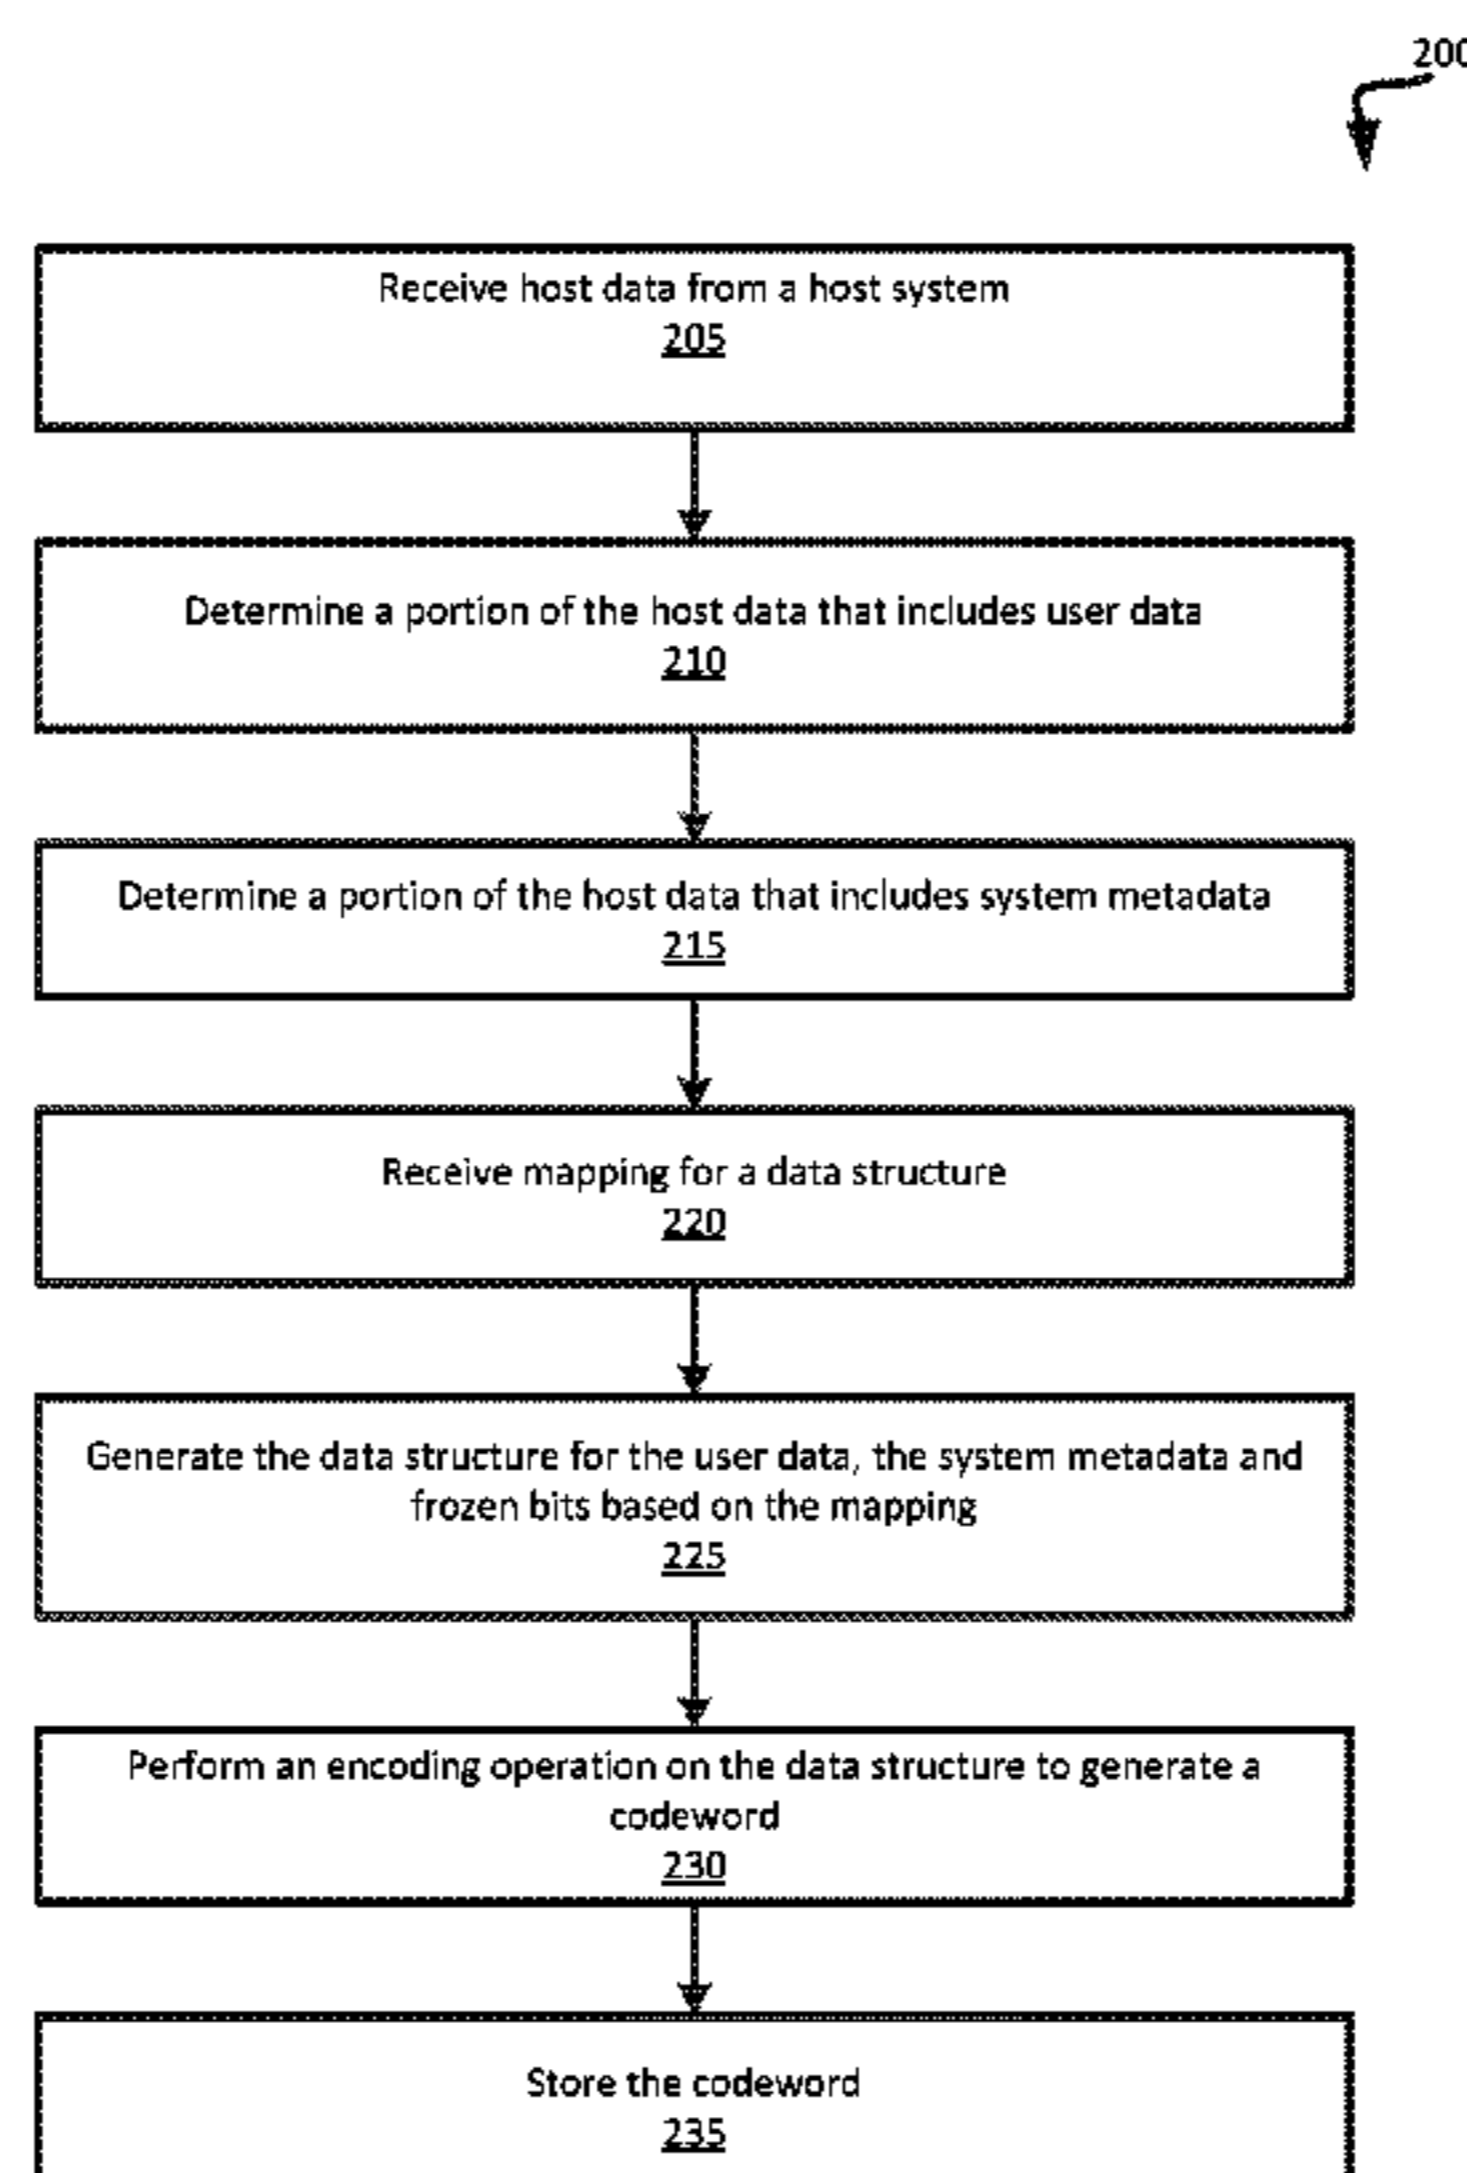 200
Receive host data from a host system
205
Determine a portion of the host data that includes user data
210
Determine a portion of the host data that includes system metadata
215
Receive mapping for a data structure
220
Generate the data structure for the user data, the system metadata and
frozen bits based on the mapping
225
Perform an encoding operation on the data structure to generate a
codeword
230
Store the codeword
235